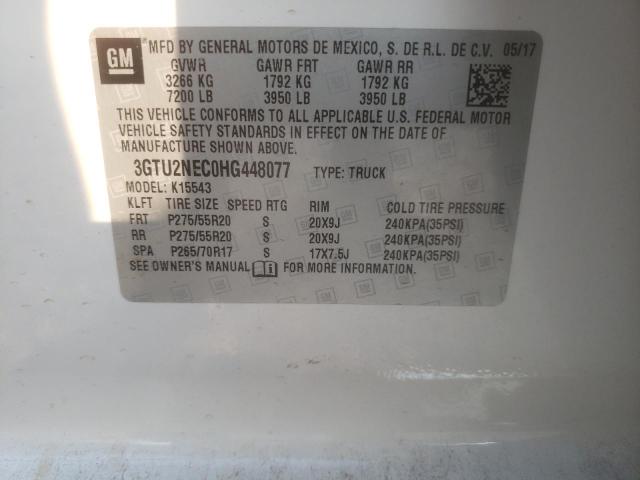 GM MFD BY GENERAL MOTORS DE MEXICO, S. DE R.L. DE C.V. 05/17
GVWR GAWR FRT GAWR RR
3266 KG 1792 KG 1792 KG
7200 LB 3950 LB 3950 LB
THIS VEHICLE CONFORMS TO ALL APPLICABLE U.S. FEDERAL MOTOR
VEHICLE SAFETY STANDARDS IN EFFECT ON THE DATE OF
MANUFACTURE SHOWN ABOVE.
3GTU2NEC0HG448077 TYPE: TRUCK
MODEL: K15543
KLFT TIRE SIZE SPEED RTG RIM COLD TIRE PRESSURE
FRT P275/55R20 S 20X9J 240KPA(35PSI)
RR P275/55R20 S 20X9J 240KPA(35PSI)
SPA P265/70R17 S 17X7.5J 240KPA(35PSI)
SEE OWNER'S MANUAL FOR MORE INFORMATION.